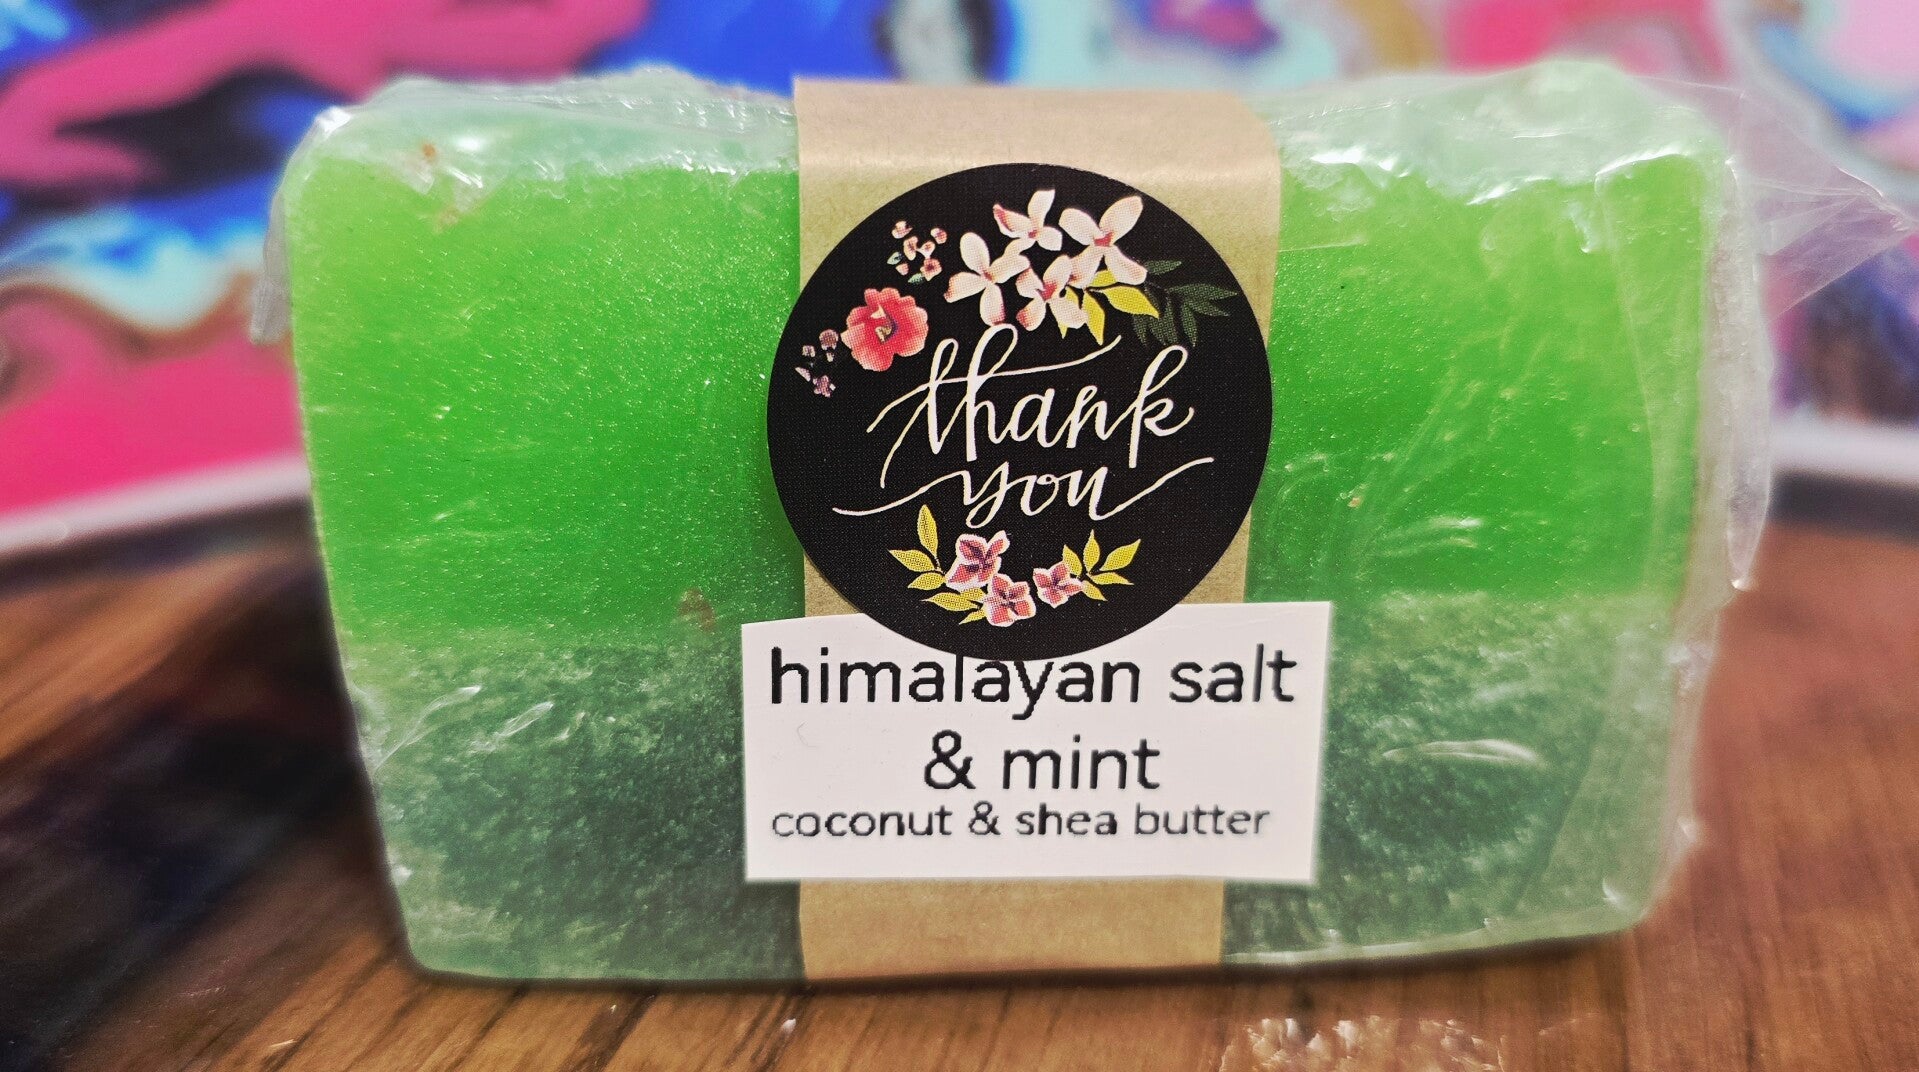 thank
you
himalayan salt
& mint
coconut & shea butter